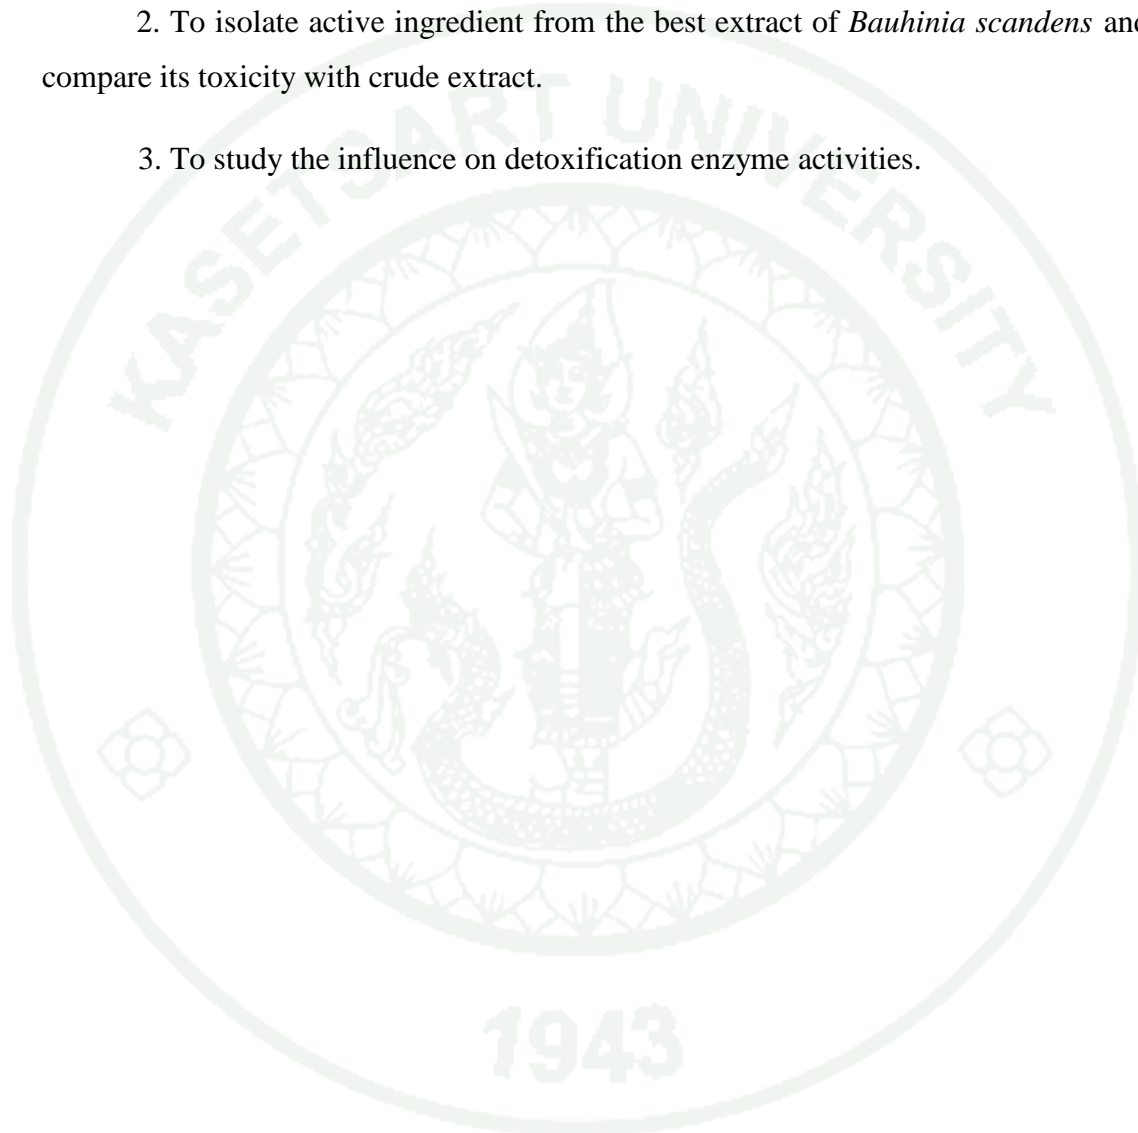 2. To isolate active ingredient from the best extract of Bauhinia scandens and
compare its toxicity with crude extract.
3. To study the influence on detoxification enzyme activities.
KASETSART UNIVERSITY
1943